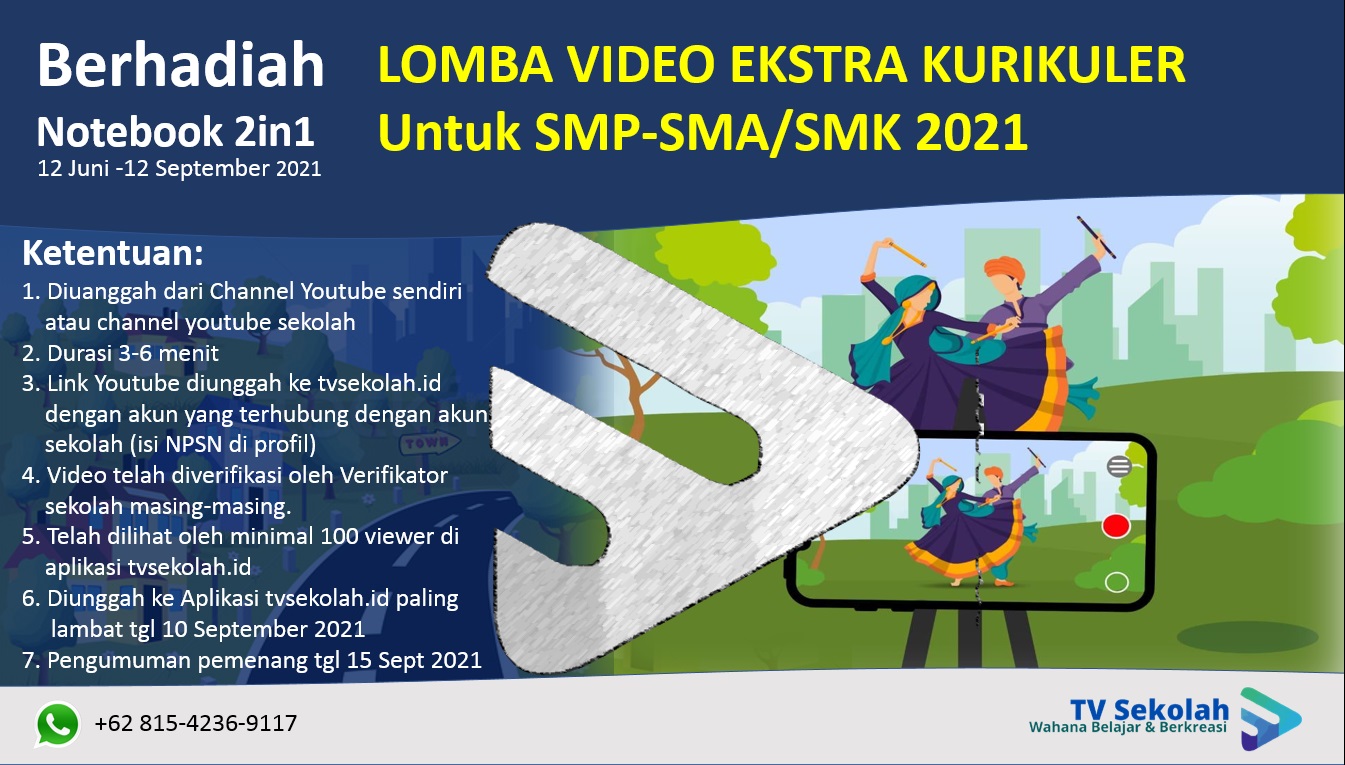 Berhadiah
Notebook 2in1
12 Juni -12 September 2021
LOMBA VIDEO EKSTRA KURIKULER
Untuk SMP-SMA/SMK 2021
Ketentuan:
1. Diuanggah dari Channel Youtube sendiri
atau channel youtube sekolah
2. Durasi 3-6 menit
3. Link Youtube diunggah ke tvsekolah.id
dengan akun yang terhubung dengan akun
sekolah (isi NPSN di profil)
4. Video telah diverifikasi oleh Verifikator
sekolah masing-masing.
5. Telah dilihat oleh minimal 100 viewer di
aplikasi tvsekolah.id
6. Diunggah ke Aplikasi tvsekolah.id paling
lambat tgl 10 September 2021
7. Pengumuman pemenang tgl 15 Sept 2021
TOWN
+62 815-4236-9117
TV Sekolah
Wahana Belajar & Berkreasi